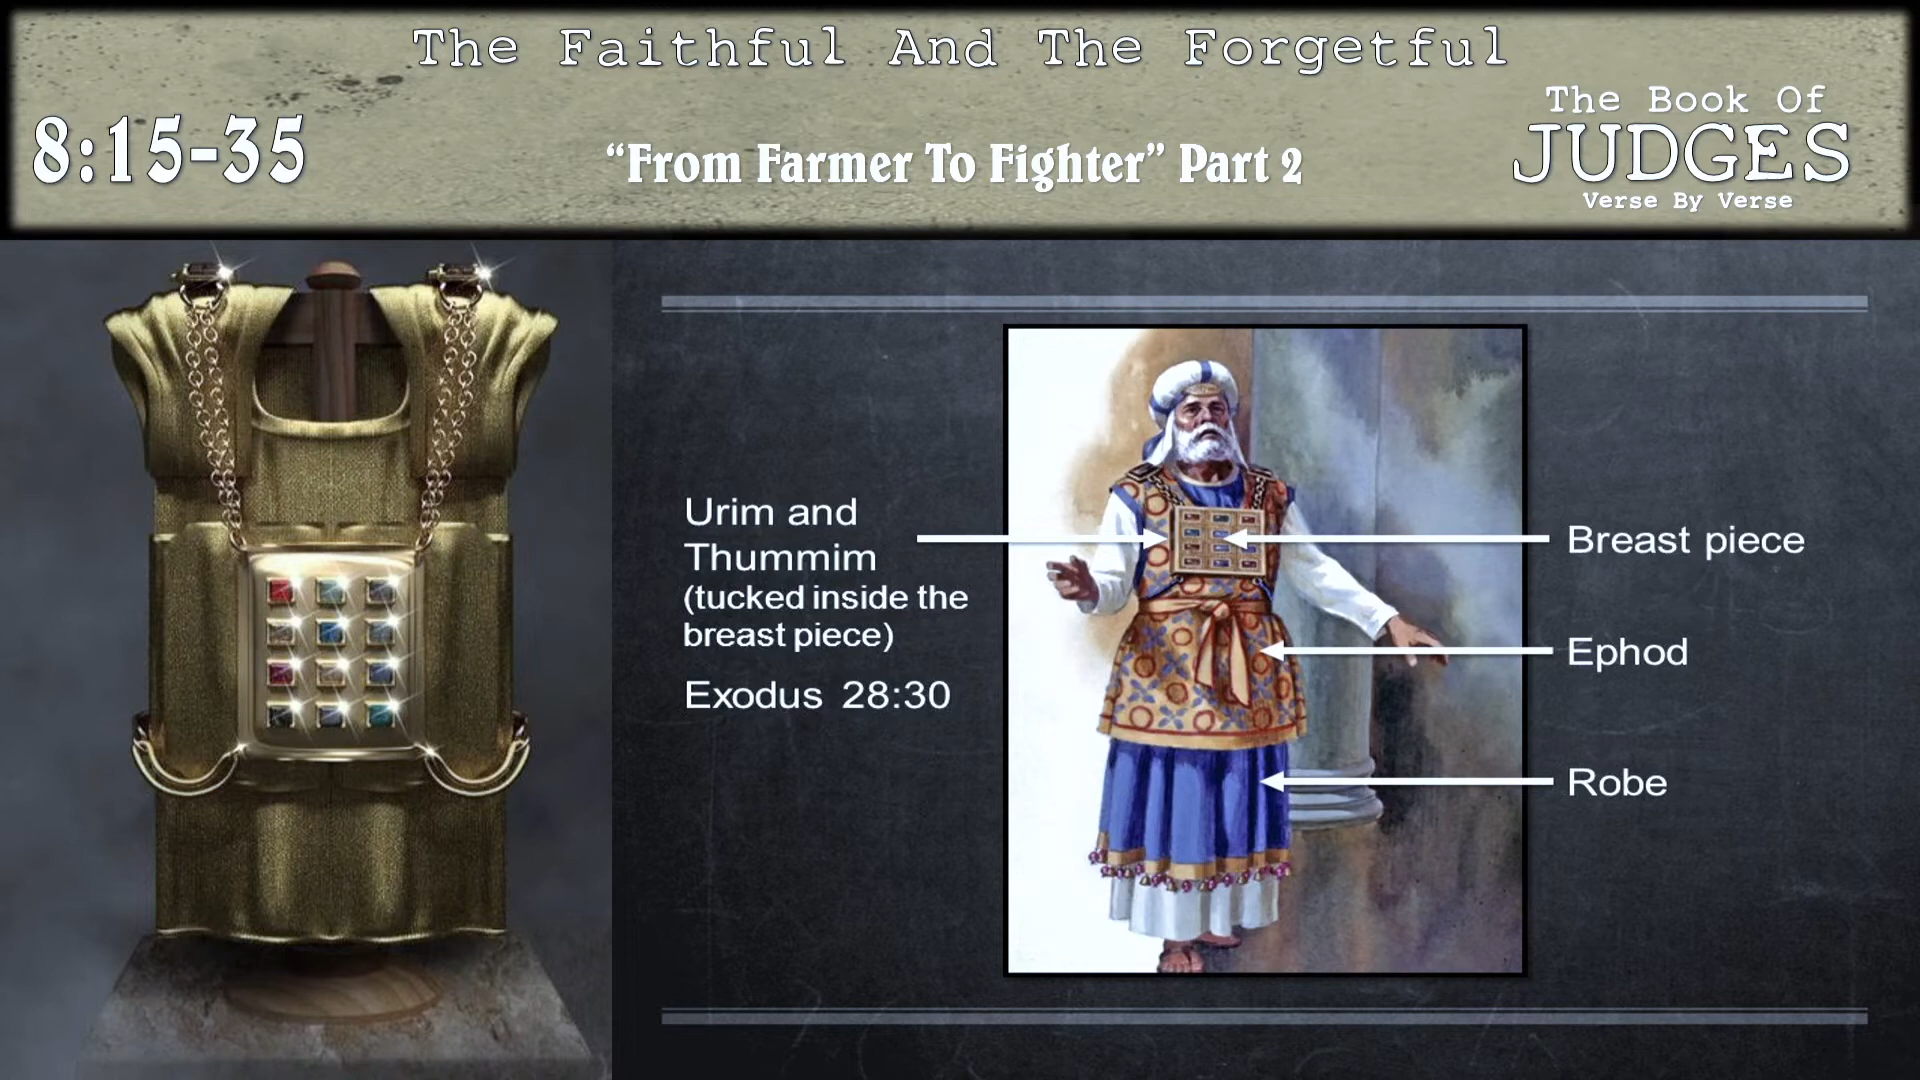 The Faithful And The Forgetful
8:15-35
“From Farmer To Fighter” Part 2
The Book Of
JUDGES
Verse By Verse
Urim and
Thummim
(tucked inside the
breast piece)
Exodus 28:30
Breast piece
Ephod
Robe